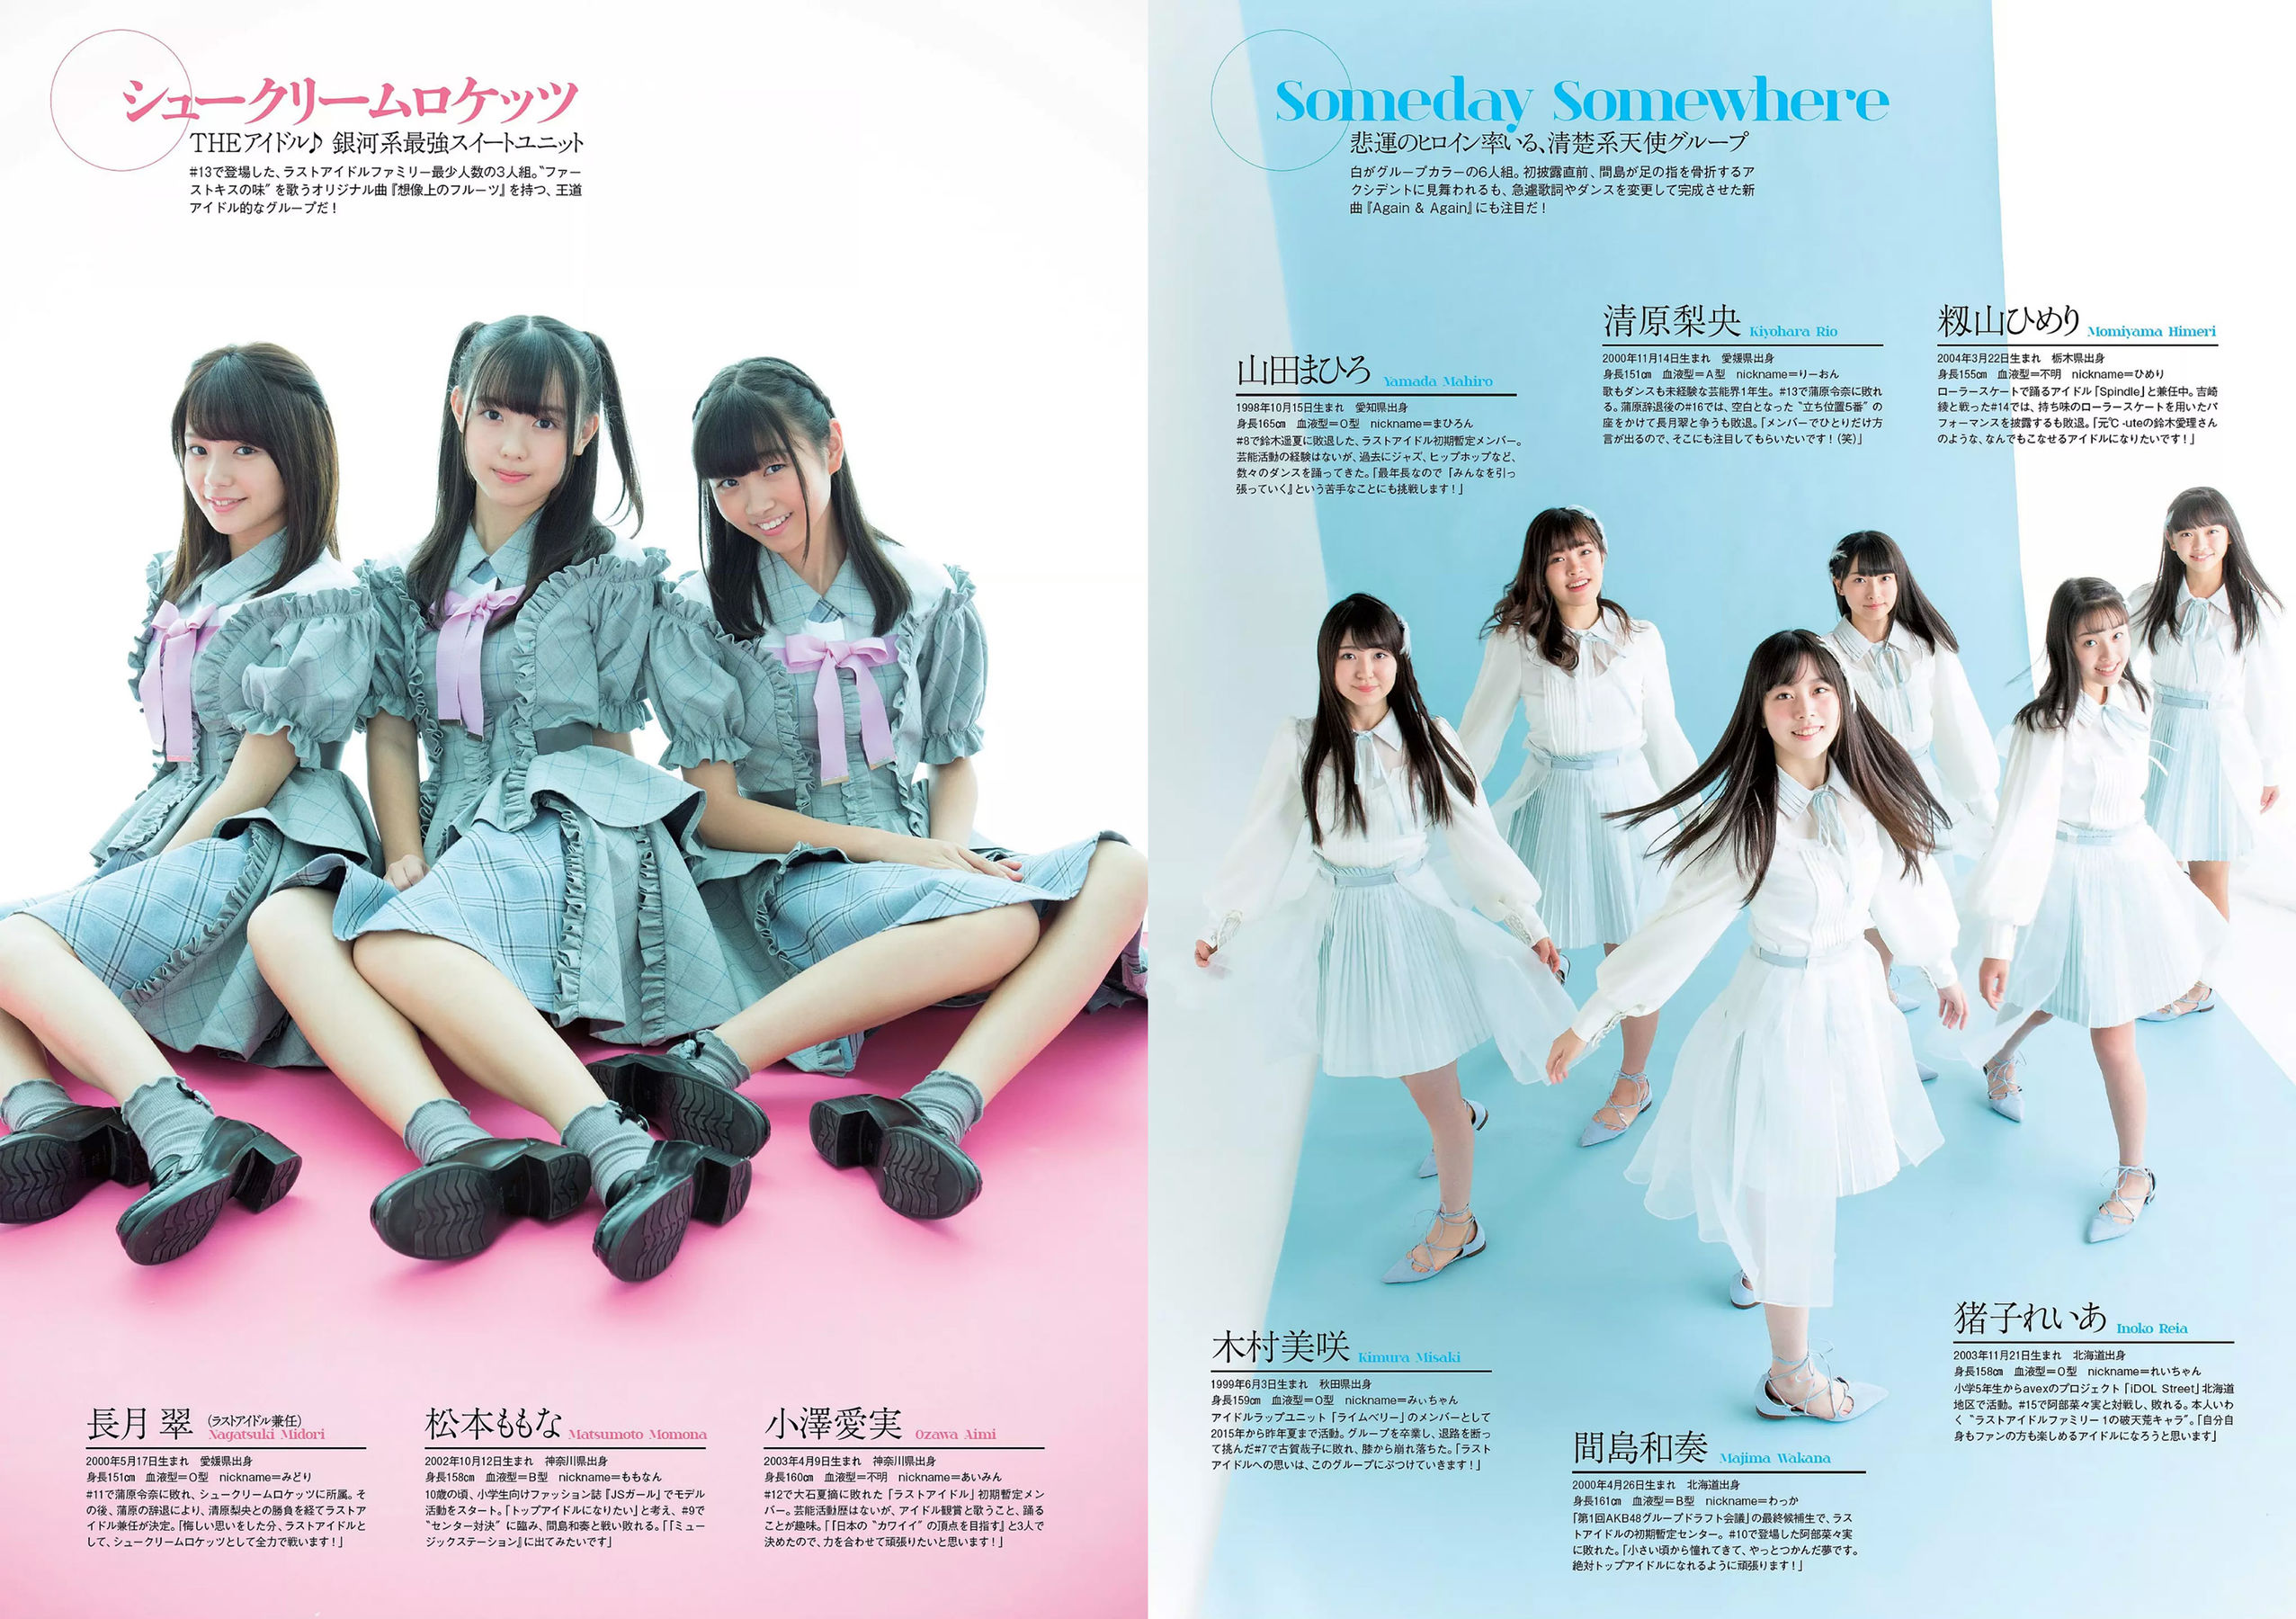 シュークリームロケッツ
THEアイドル♪ 銀河系最強スイートユニット
#13で登場した、ラストアイドルファミリー最少人数の3人組。“ファー
ストキスの味”を歌うオリジナル曲『想像上のフルーツ』を持つ、王道
アイドル的なグループだ！
長月 翠 （ラストアイドル兼任）
Nagatsuki Midori
2000年5月17日生まれ　愛媛県出身
身長151㎝　血液型＝O型　nickname＝みどり
#11で蒲原令奈に敗れ、シュークリームロケッツに所属。そ
の後、蒲原の辞退により、清原梨央との勝負を経てラストア
イドル兼任が決定。「悔しい思いをした分、ラストアイドルと
して、シュークリームロケッツとして全力で戦います！」
松本ももな Matsumoto Momona
2002年10月12日生まれ　神奈川県出身
身長158㎝　血液型＝B型　nickname＝ももなん
10歳の頃、小学生向けファッション誌『JSガール』でモデル
活動をスタート。「トップアイドルになりたい」と考え、#9で
“センター対決”に臨み、間島和奏と戦い敗れる。「『ミュー
ジックステーション』に出てみたいです」
小澤愛実 Ozawa Aimi
2003年4月9日生まれ　神奈川県出身
身長160㎝　血液型＝不明　nickname＝あいみん
#12で大石夏摘に敗れた「ラストアイドル」初期暫定メン
バー。芸能活動歴はないが、アイドル観賞と歌うこと、踊る
ことが趣味。「『日本の“カワイイ”の頂点を目指す』と3人で
決めたので、力を合わせて頑張りたいと思います！」
Someday Somewhere
悲運のヒロイン率いる、清楚系天使グループ
白がグループカラーの6人組。初披露直前、間島が足の指を骨折するア
クシデントに見舞われるも、急遽歌詞やダンスを変更して完成させた新
曲『Again & Again』にも注目だ！
山田まひろ Yamada Mahiro
1998年10月15日生まれ　愛知県出身
身長165㎝　血液型＝O型　nickname＝まひろん
#8で鈴木遥夏に敗退した、ラストアイドル初期暫定メンバー。
芸能活動の経験はないが、過去にジャズ、ヒップホップなど、
数々のダンスを踊ってきた。「最年長なので『みんなを引っ
張っていく』という苦手なことにも挑戦します！」
清原梨央 Kiyohara Rio
2000年11月14日生まれ　愛媛県出身
身長151㎝　血液型＝A型　nickname＝りーおん
歌もダンスも未経験な芸能界1年生。#13で蒲原令奈に敗れ
る。蒲原辞退後の#16では、空白となった“立ち位置5番”の
座をかけて長月翠と争うも敗退。「メンバーでひとりだけ方
言が出るので、そこにも注目してもらいたいです！（笑）」
籾山ひめり Momiyama Himeri
2004年3月22日生まれ　栃木県出身
身長155㎝　血液型＝不明　nickname＝ひめり
ローラースケートで踊るアイドル「Spindle」と兼任中。吉崎
綾と戦った#14では、持ち味のローラースケートを用いたパ
フォーマンスを披露するも敗退。「元℃-uteの鈴木愛理さん
のような、なんでもこなせるアイドルになりたいです！」
木村美咲 Kimura Misaki
1999年6月3日生まれ　秋田県出身
身長159㎝　血液型＝O型　nickname＝みぃちゃん
アイドルラップユニット「ライムベリー」のメンバーとして
2015年から昨年夏まで活動。グループを卒業し、退路を断っ
て挑んだ#7で古賀哉子に敗れ、膝から崩れ落ちた。「ラスト
アイドルへの思いは、このグループにぶつけていきます！」
間島和奏 Majima Wakana
2000年4月26日生まれ　北海道出身
身長161㎝　血液型＝B型　nickname＝わっか
「第1回AKB48グループドラフト会議」の最終候補生で、ラス
トアイドルの初期暫定センター。#10で登場した阿部菜々実
に敗れた。「小さい頃から憧れてきて、やっとつかんだ夢です。
絶対トップアイドルになれるように頑張ります！」
猪子れいあ Inoko Reia
2003年11月21日生まれ　北海道出身
身長158㎝　血液型＝O型　nickname＝れいちゃん
小学5年生からavexのプロジェクト「iDOL Street」北海道
地区で活動。#15で阿部菜々実と対戦し、敗れる。本人いわ
く“ラストアイドルファミリー1の破天荒キャラ”。「自分自
身もファンの方も楽しめるアイドルになろうと思います」